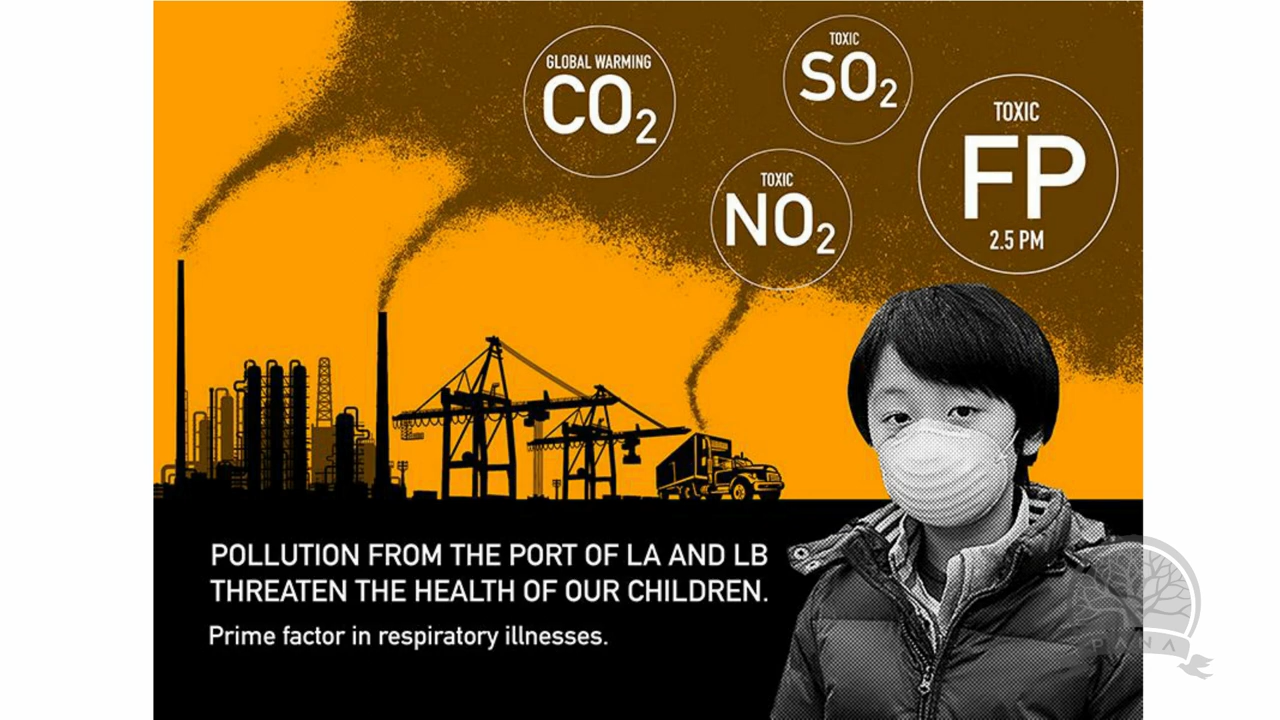 GLOBAL WARMING
CO₂
TOXIC
SO₂
TOXIC
NO₂
TOXIC
FP
2.5 PM
POLLUTION FROM THE PORT OF LA AND LB
THREATEN THE HEALTH OF OUR CHILDREN.
Prime factor in respiratory illnesses.
PANA